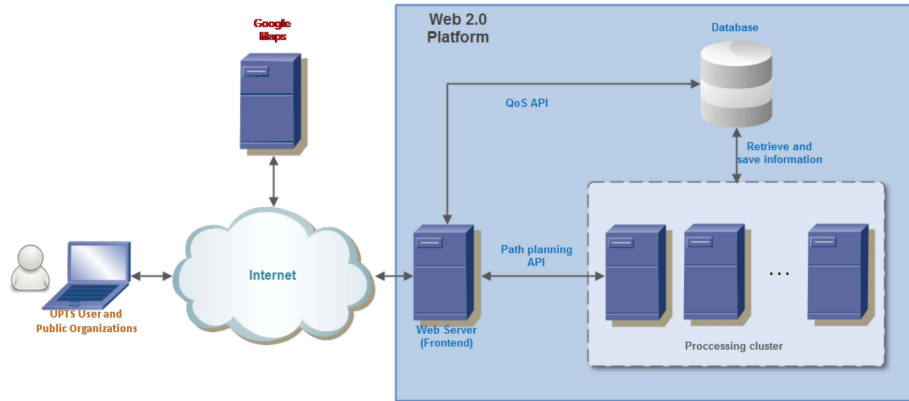 Google
Maps
Web 2.0
Platform
Database
QoS API
Retrieve and
save information
Internet
Path planning
API
. . .
UPTS User and
Public Organizations
Web Server
(Frontend)
Proccessing cluster